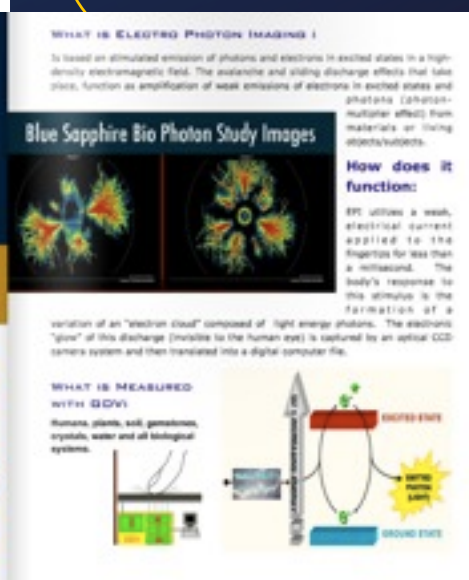 WHAT IS ELECTRO PHOTON IMAGING
Is based on stimulated emission of photons and electrons in excited states in a high-
density electromagnetic field. The avalanche and sliding discharge effects that take
place, function as amplification of weak emissions of electrons in excited states and
photons (photon-
multiplier effect) from
materials or living
objects/subjects.
Blue Sapphire Bio Photon Study Images
How does it
function:
EPI utilizes a weak,
electrical current
applied to the
fingertips for less than
a millisecond. The
body's response to
this stimulus is the
formation of a
variation of an "electron cloud" composed of light energy photons. The electronic
"glow" of this discharge (invisible to the human eye) is captured by an optical CCD
camera system and then translated into a digital computer file.
WHAT IS MEASURED
WITH GDV:
Humans, plants, soil, gemstones,
crystals, water and all biological
systems.
EXCITED STATE
EMITTED
PHOTON
(LIGHT)
GROUND STATE